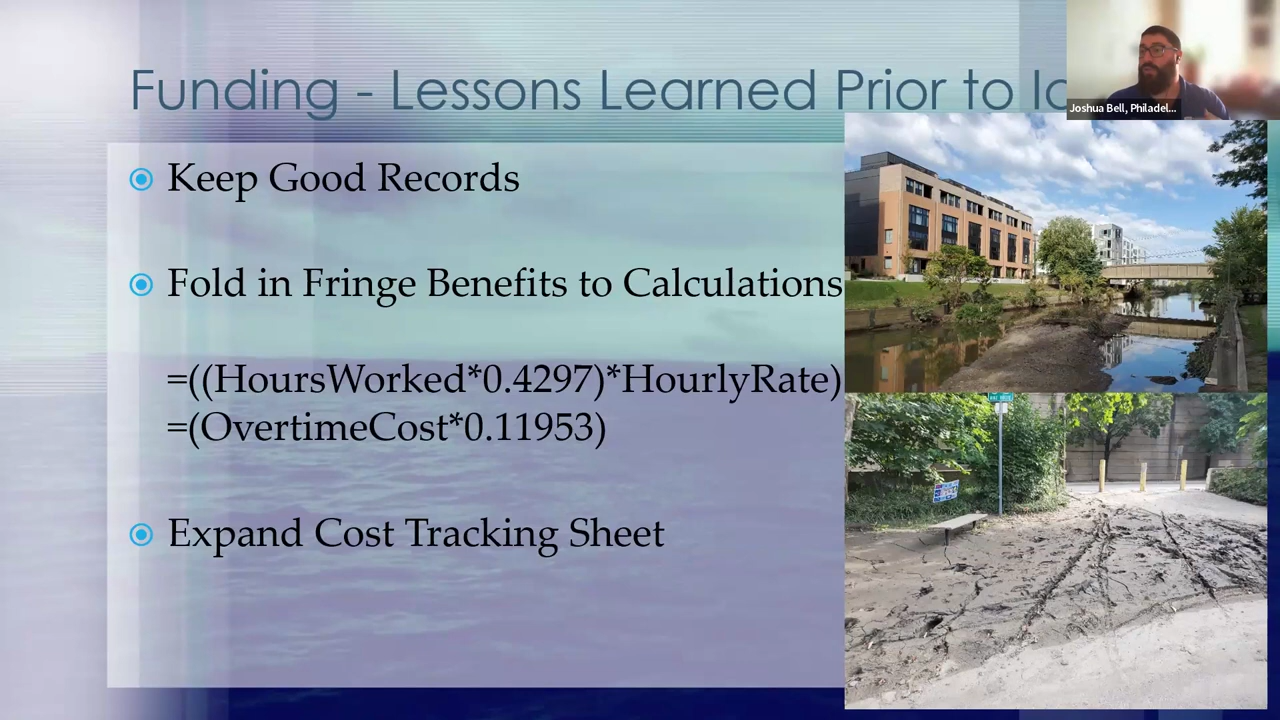 Funding - Lessons Learned Prior to
Joshua Bell, Philadel...
Keep Good Records
Fold in Fringe Benefits to Calculations
=((HoursWorked*0.4297)*HourlyRate)
=(OvertimeCost*0.11953)
Expand Cost Tracking Sheet